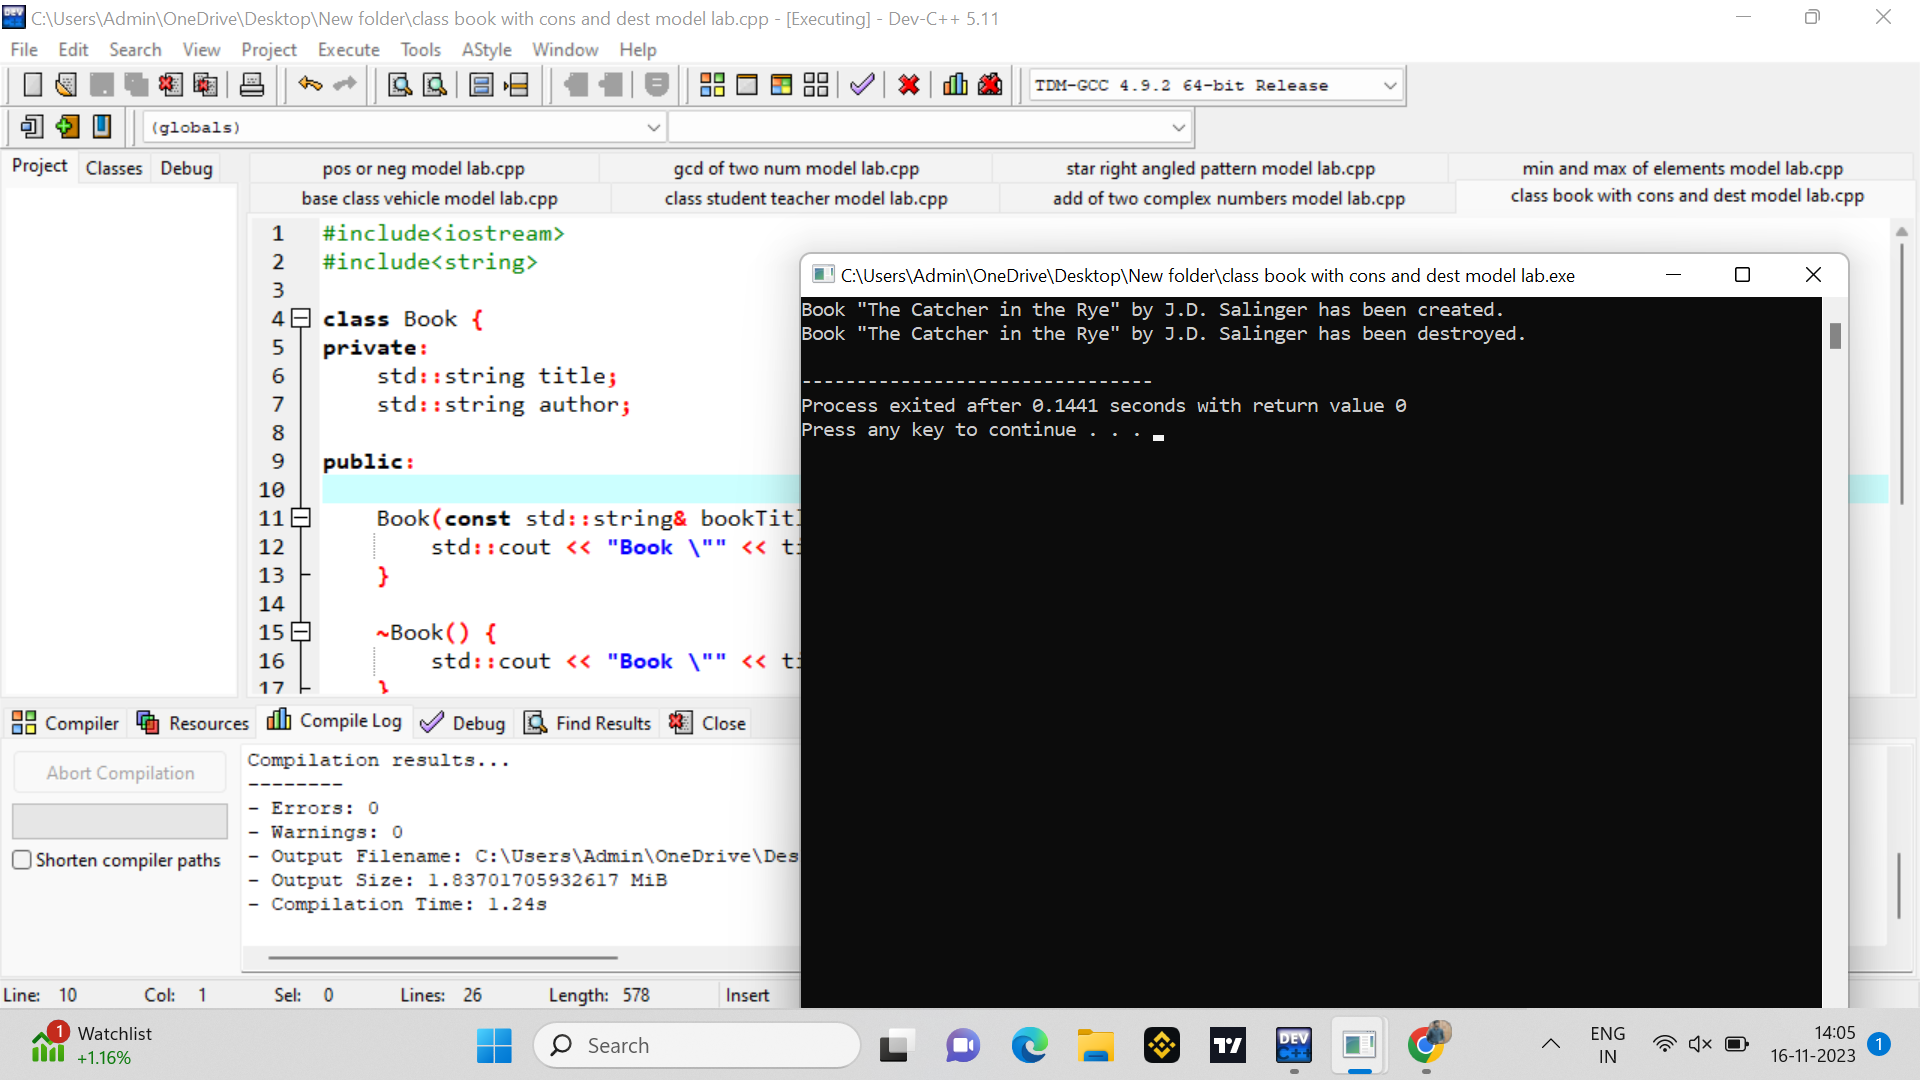 C:\Users\Admin\OneDrive\Desktop\New folder\class book with cons and dest model lab.cpp - [Executing] - Dev-C++ 5.11
File Edit Search View Project Execute Tools AStyle Window Help
TDM-GCC 4.9.2 64-bit Release
(globals)
Project Classes Debug
pos or neg model lab.cpp gcd of two num model lab.cpp star right angled pattern model lab.cpp min and max of elements model lab.cpp
base class vehicle model lab.cpp class student teacher model lab.cpp add of two complex numbers model lab.cpp class book with cons and dest model lab.cpp
1 #include<iostream>
2 #include<string>
3
4 class Book {
5 private:
6 std::string title;
7 std::string author;
8
9 public:
10
11 Book(const std::string& bookTitl
12 std::cout << "Book \"" << ti
13 }
14
15 ~Book() {
16 std::cout << "Book \"" << ti
17 }
C:\Users\Admin\OneDrive\Desktop\New folder\class book with cons and dest model lab.exe
Book "The Catcher in the Rye" by J.D. Salinger has been created.
Book "The Catcher in the Rye" by J.D. Salinger has been destroyed.
--------------------------------
Process exited after 0.1441 seconds with return value 0
Press any key to continue . . .
Compiler Resources Compile Log Debug Find Results Close
Abort Compilation
Shorten compiler paths
Compilation results...
--------
- Errors: 0
- Warnings: 0
- Output Filename: C:\Users\Admin\OneDrive\Des
- Output Size: 1.83701705932617 MiB
- Compilation Time: 1.24s
Line: 10 Col: 1 Sel: 0 Lines: 26 Length: 578 Insert
1 Watchlist
+1.16%
Search
DEV
C++
ENG
IN
14:05
16-11-2023
1